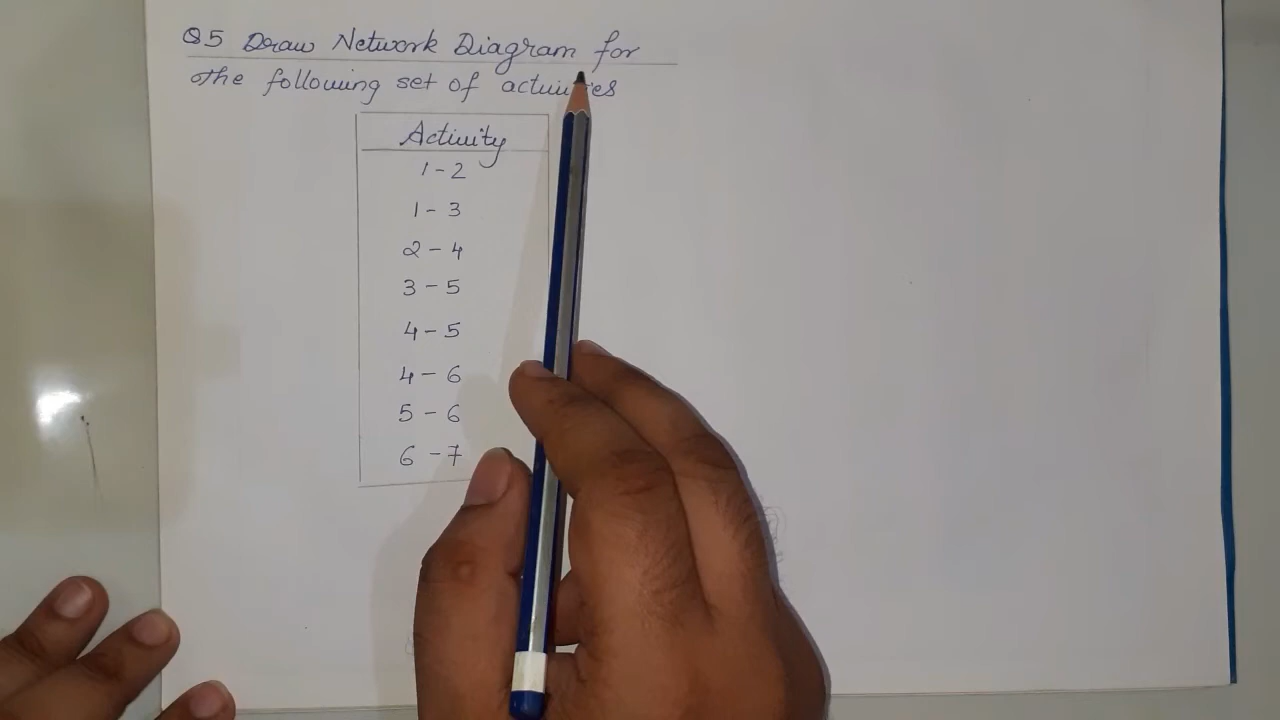 Q5 Draw Network Diagram for
the following set of activities
Activity
1-2
1-3
2-4
3-5
4-5
4-6
5-6
6-7